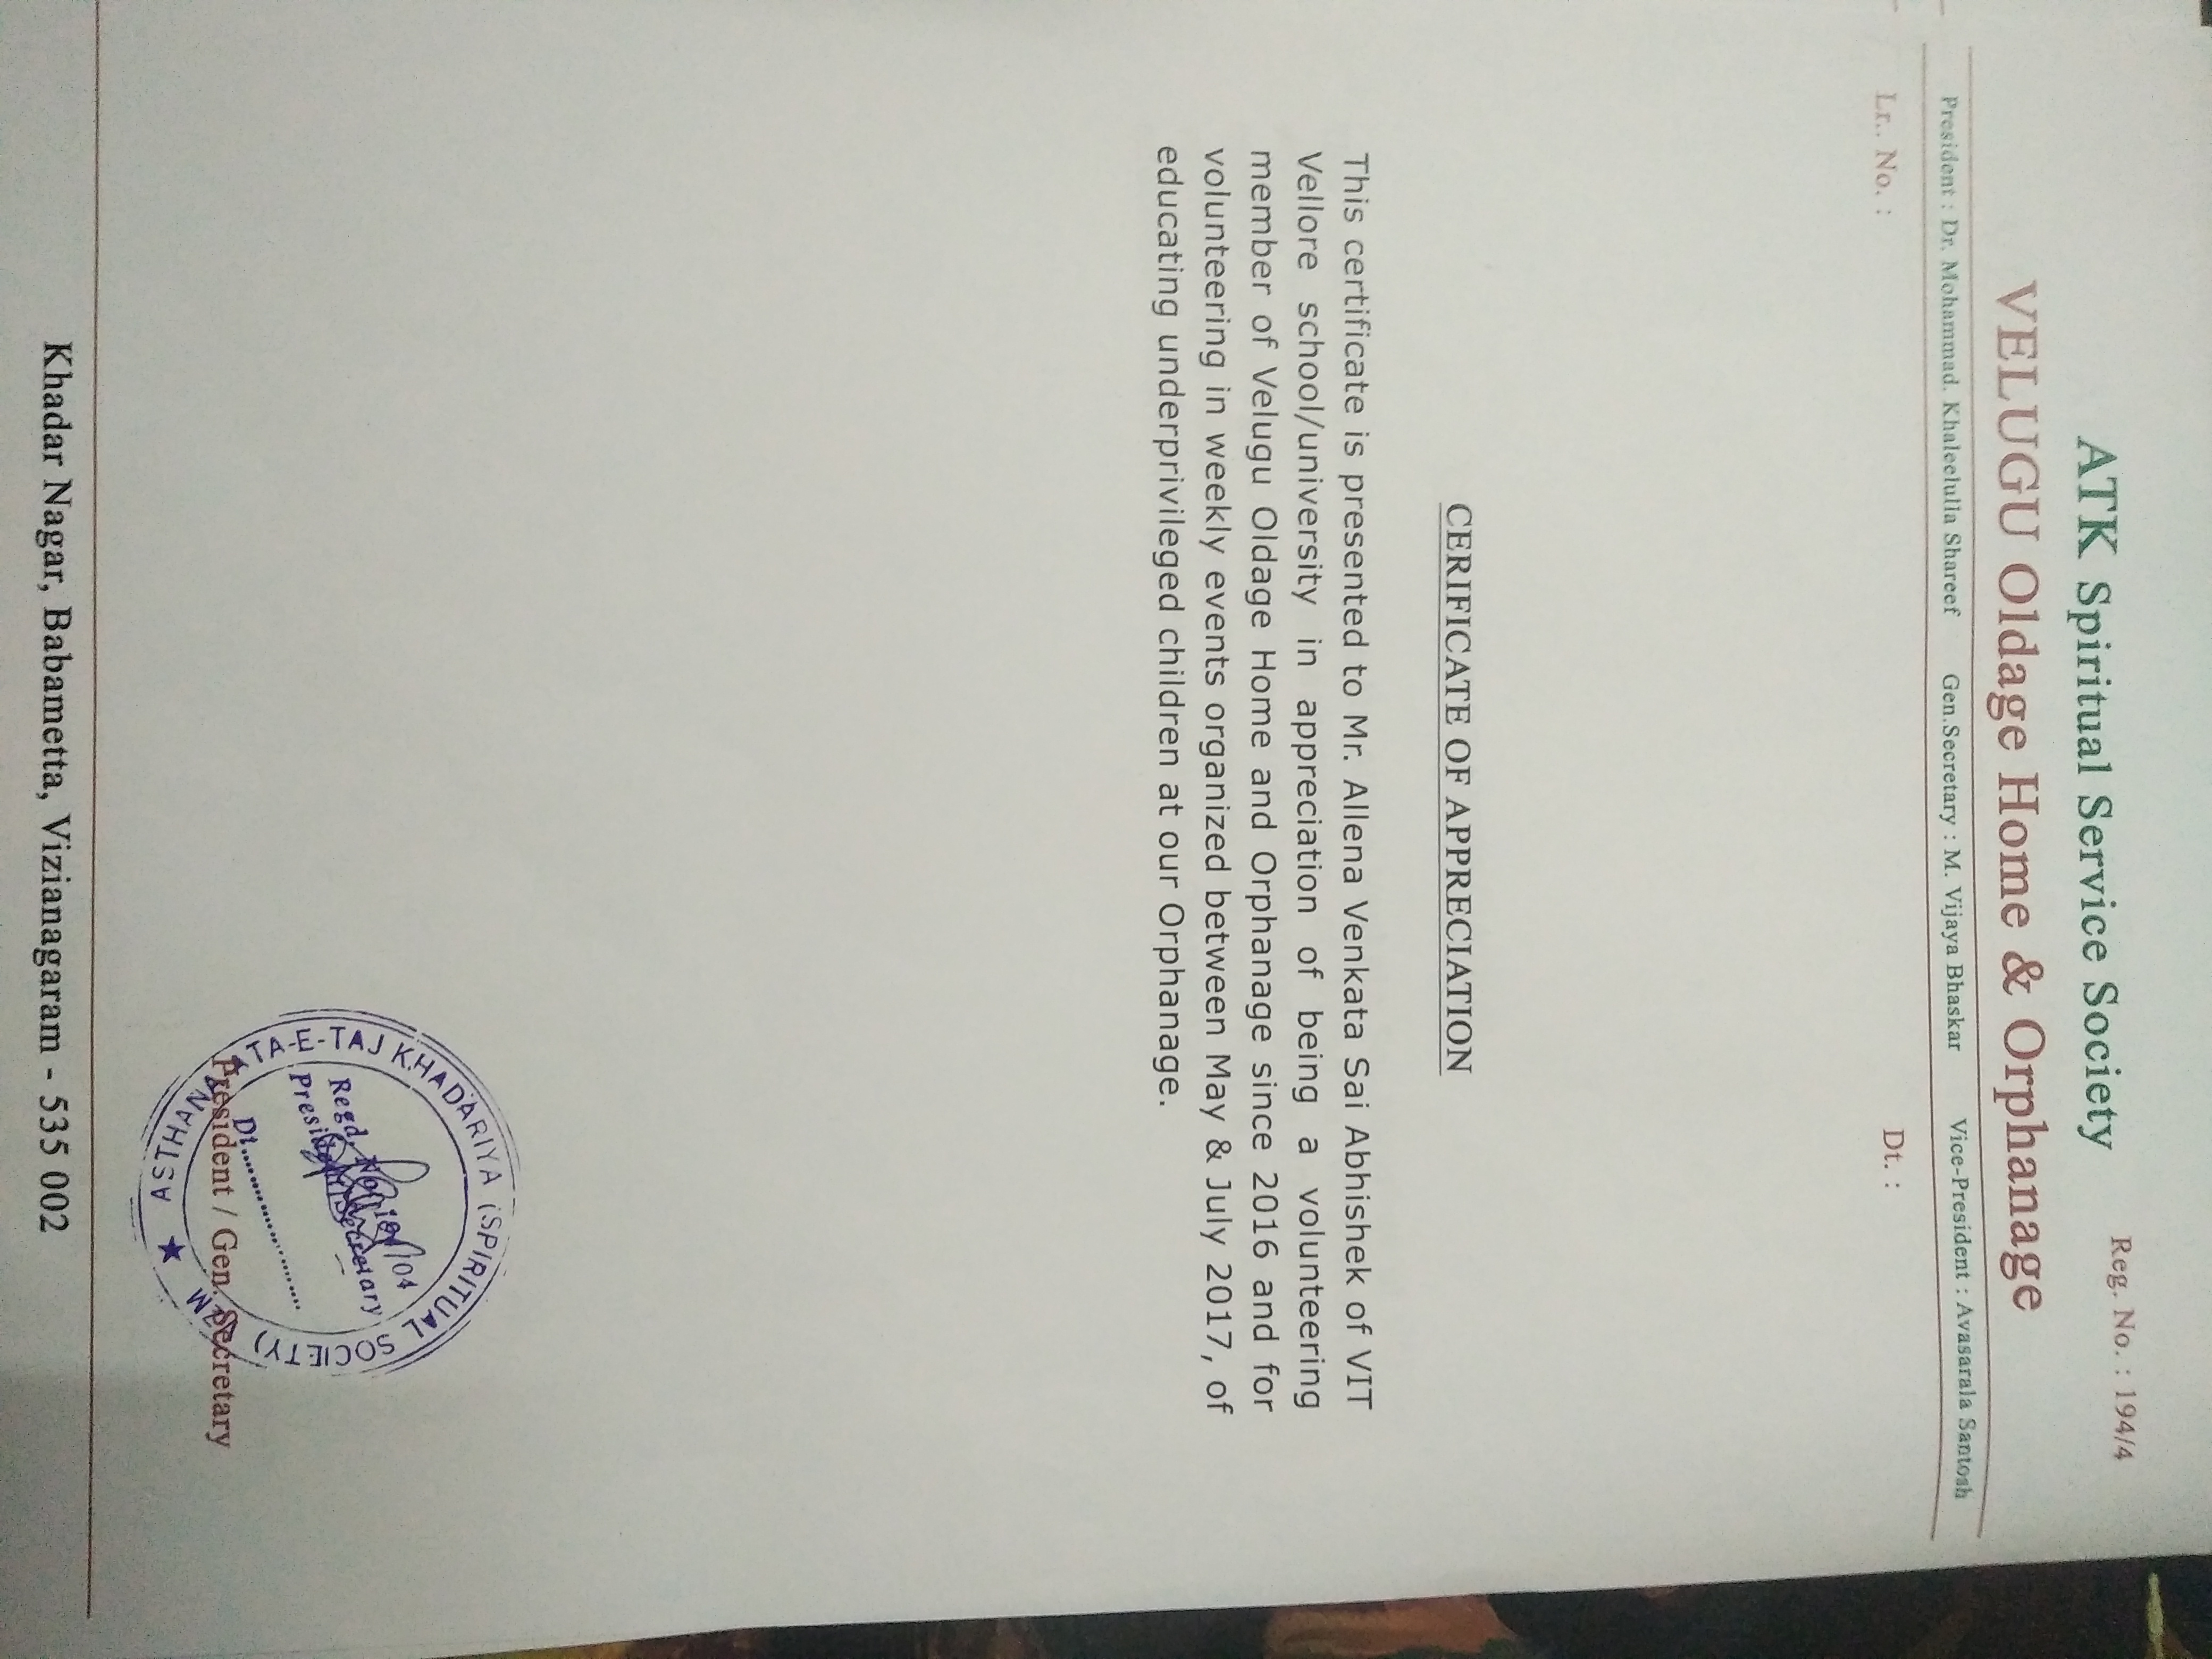 Reg. No. : 194/4
ATK Spiritual Service Society
VELUGU Oldage Home & Orphanage
President : Dr. Mohammad. Khaleelulla Shareef Gen.Secretary : M. Vijaya Bhaskar Vice-President : Avasarala Santosh
Lr.. No. : Dt. :
CERIFICATE OF APPRECIATION
This certificate is presented to Mr. Allena Venkata Sai Abhishek of VIT
Vellore school/university in appreciation of being a volunteering
member of Velugu Oldage Home and Orphanage since 2016 and for
volunteering in weekly events organized between May & July 2017, of
educating underprivileged children at our Orphanage.
ASTHANA-TA-E-TAJ KHADARIYA (SPIRITUAL SOCIETY) VZM
Regd. No. 194/04
President/Secretary
Dt....................
President / Gen. Secretary
Khadar Nagar, Babametta, Vizianagaram - 535 002